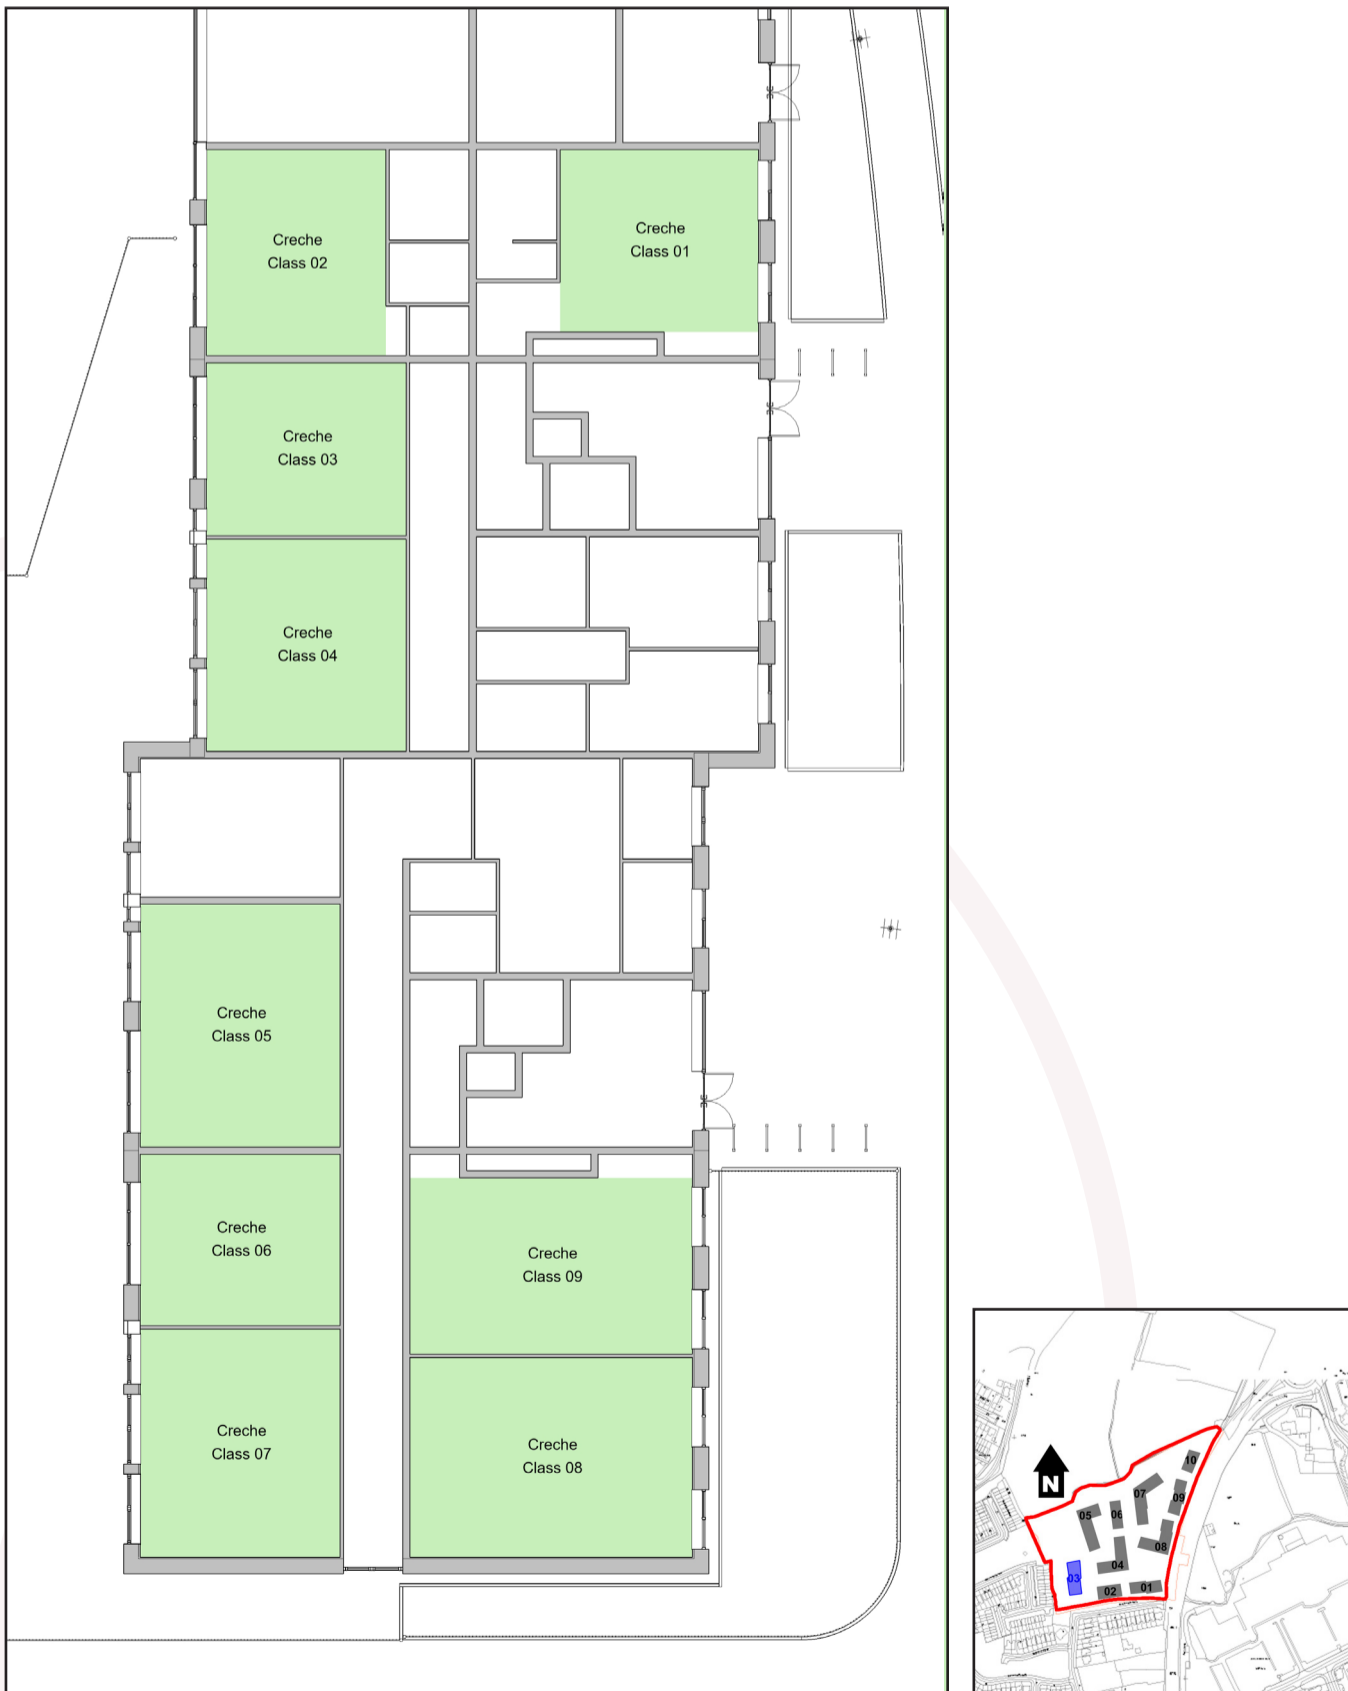 Creche
Class 02
Creche
Class 01
Creche
Class 03
Creche
Class 04
Creche
Class 05
Creche
Class 06
Creche
Class 09
Creche
Class 07
Creche
Class 08
N
10
07
09
05
06
08
04
03
02
01